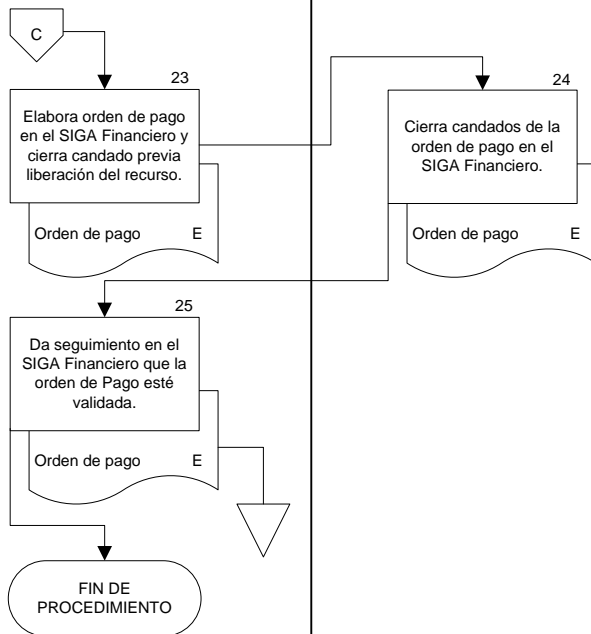 C
23
Elabora orden de pago
en el SIGA Financiero y
cierra candado previa
liberación del recurso.
Orden de pago E
24
Cierra candados de la
orden de pago en el
SIGA Financiero.
Orden de pago E
25
Da seguimiento en el
SIGA Financiero que la
orden de Pago esté
validada.
Orden de pago E
FIN DE
PROCEDIMIENTO